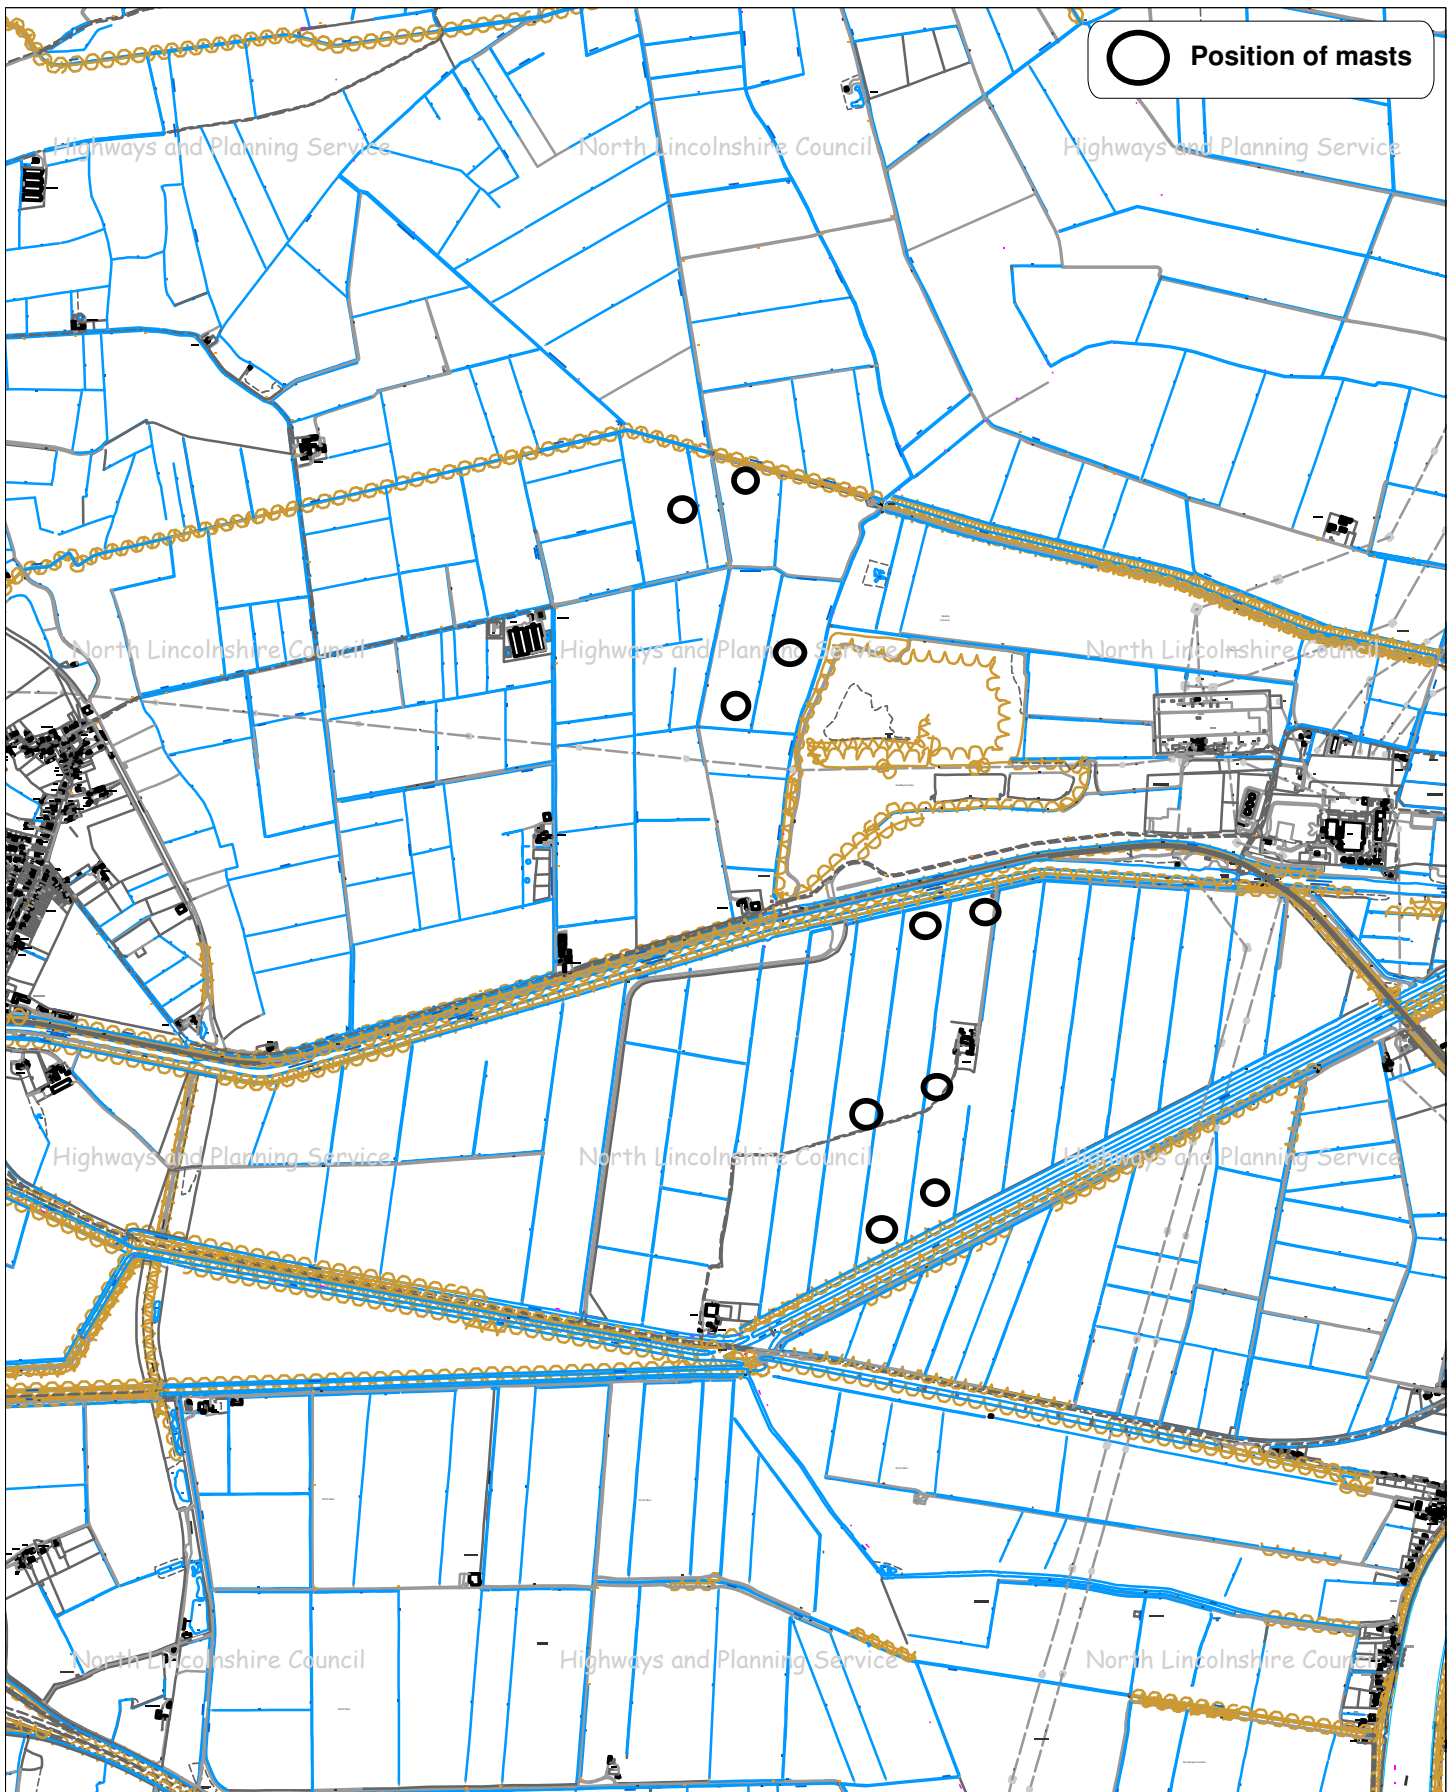 Position of masts
Highways and Planning Service North Lincolnshire Council Highways and Planning Service
North Lincolnshire Council Highways and Planning Service North Lincolnshire Council
Highways and Planning Service North Lincolnshire Council Highways and Planning Service
North Lincolnshire Council Highways and Planning Service North Lincolnshire Council